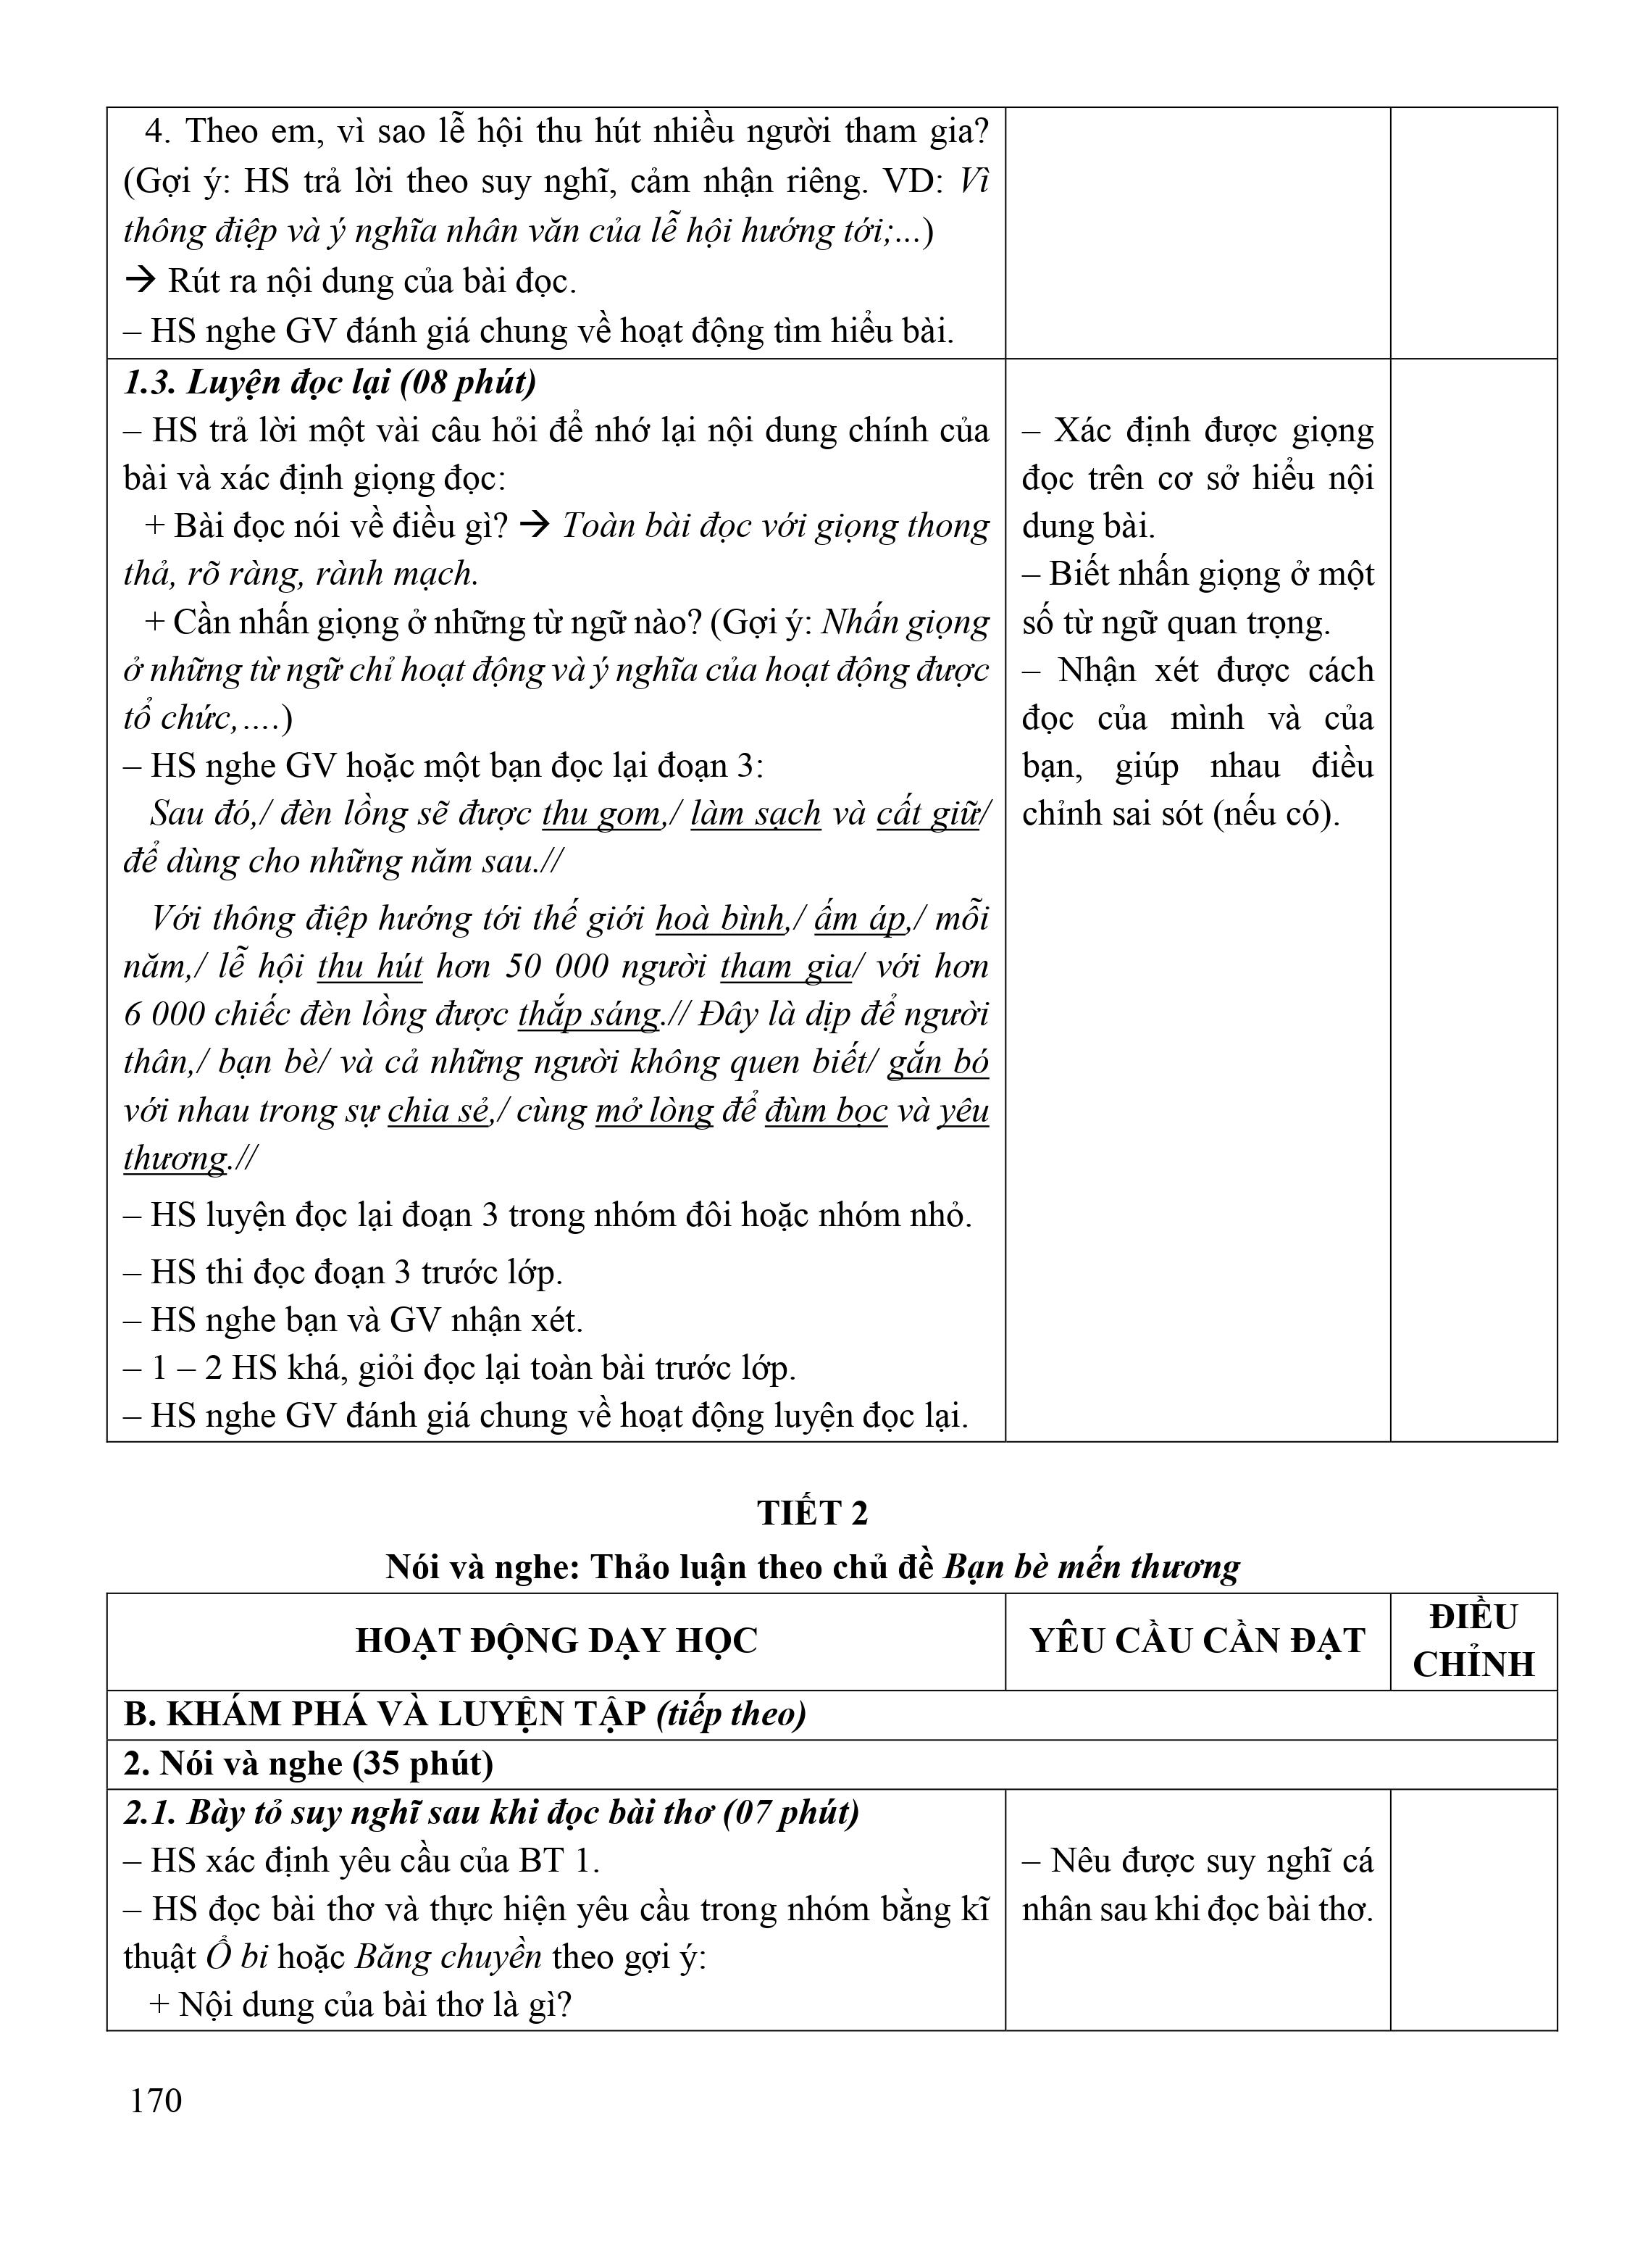 4. Theo em, vì sao lễ hội thu hút nhiều người tham gia?
(Gợi ý: HS trả lời theo suy nghĩ, cảm nhận riêng. VD: Vì
thông điệp và ý nghĩa nhân văn của lễ hội hướng tới;...)
→ Rút ra nội dung của bài đọc.
– HS nghe GV đánh giá chung về hoạt động tìm hiểu bài.
1.3. Luyện đọc lại (08 phút)
– HS trả lời một vài câu hỏi để nhớ lại nội dung chính của
bài và xác định giọng đọc:
+ Bài đọc nói về điều gì? → Toàn bài đọc với giọng thong
thả, rõ ràng, rành mạch.
+ Cần nhấn giọng ở những từ ngữ nào? (Gợi ý: Nhấn giọng
ở những từ ngữ chỉ hoạt động và ý nghĩa của hoạt động được
tổ chức,....)
– HS nghe GV hoặc một bạn đọc lại đoạn 3:
Sau đó,/ đèn lồng sẽ được thu gom,/ làm sạch và cất giữ/
để dùng cho những năm sau.//
Với thông điệp hướng tới thế giới hoà bình,/ ấm áp,/ mỗi
năm,/ lễ hội thu hút hơn 50 000 người tham gia/ với hơn
6 000 chiếc đèn lồng được thắp sáng.// Đây là dịp để người
thân,/ bạn bè/ và cả những người không quen biết/ gắn bó
với nhau trong sự chia sẻ,/ cùng mở lòng để đùm bọc và yêu
thương.//
– HS luyện đọc lại đoạn 3 trong nhóm đôi hoặc nhóm nhỏ.
– HS thi đọc đoạn 3 trước lớp.
– HS nghe bạn và GV nhận xét.
– 1 – 2 HS khá, giỏi đọc lại toàn bài trước lớp.
– HS nghe GV đánh giá chung về hoạt động luyện đọc lại.
– Xác định được giọng
đọc trên cơ sở hiểu nội
dung bài.
– Biết nhấn giọng ở một
số từ ngữ quan trọng.
– Nhận xét được cách
đọc của mình và của
bạn, giúp nhau điều
chỉnh sai sót (nếu có).
TIẾT 2
Nói và nghe: Thảo luận theo chủ đề Bạn bè mến thương
HOẠT ĐỘNG DẠY HỌC
YÊU CẦU CẦN ĐẠT
ĐIỀU
CHỈNH
B. KHÁM PHÁ VÀ LUYỆN TẬP (tiếp theo)
2. Nói và nghe (35 phút)
2.1. Bày tỏ suy nghĩ sau khi đọc bài thơ (07 phút)
– HS xác định yêu cầu của BT 1.
– HS đọc bài thơ và thực hiện yêu cầu trong nhóm bằng kĩ
thuật Ổ bi hoặc Băng chuyền theo gợi ý:
+ Nội dung của bài thơ là gì?
– Nêu được suy nghĩ cá
nhân sau khi đọc bài thơ.
170